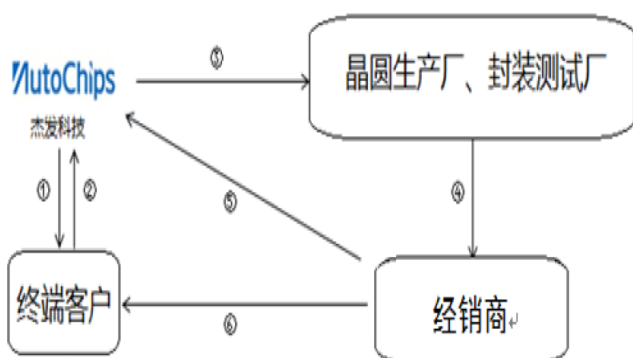 ③
晶圆生产厂、封装测试厂
AutoChips
杰发科技
① ② ⑤ ④
终端客户
⑥
经销商